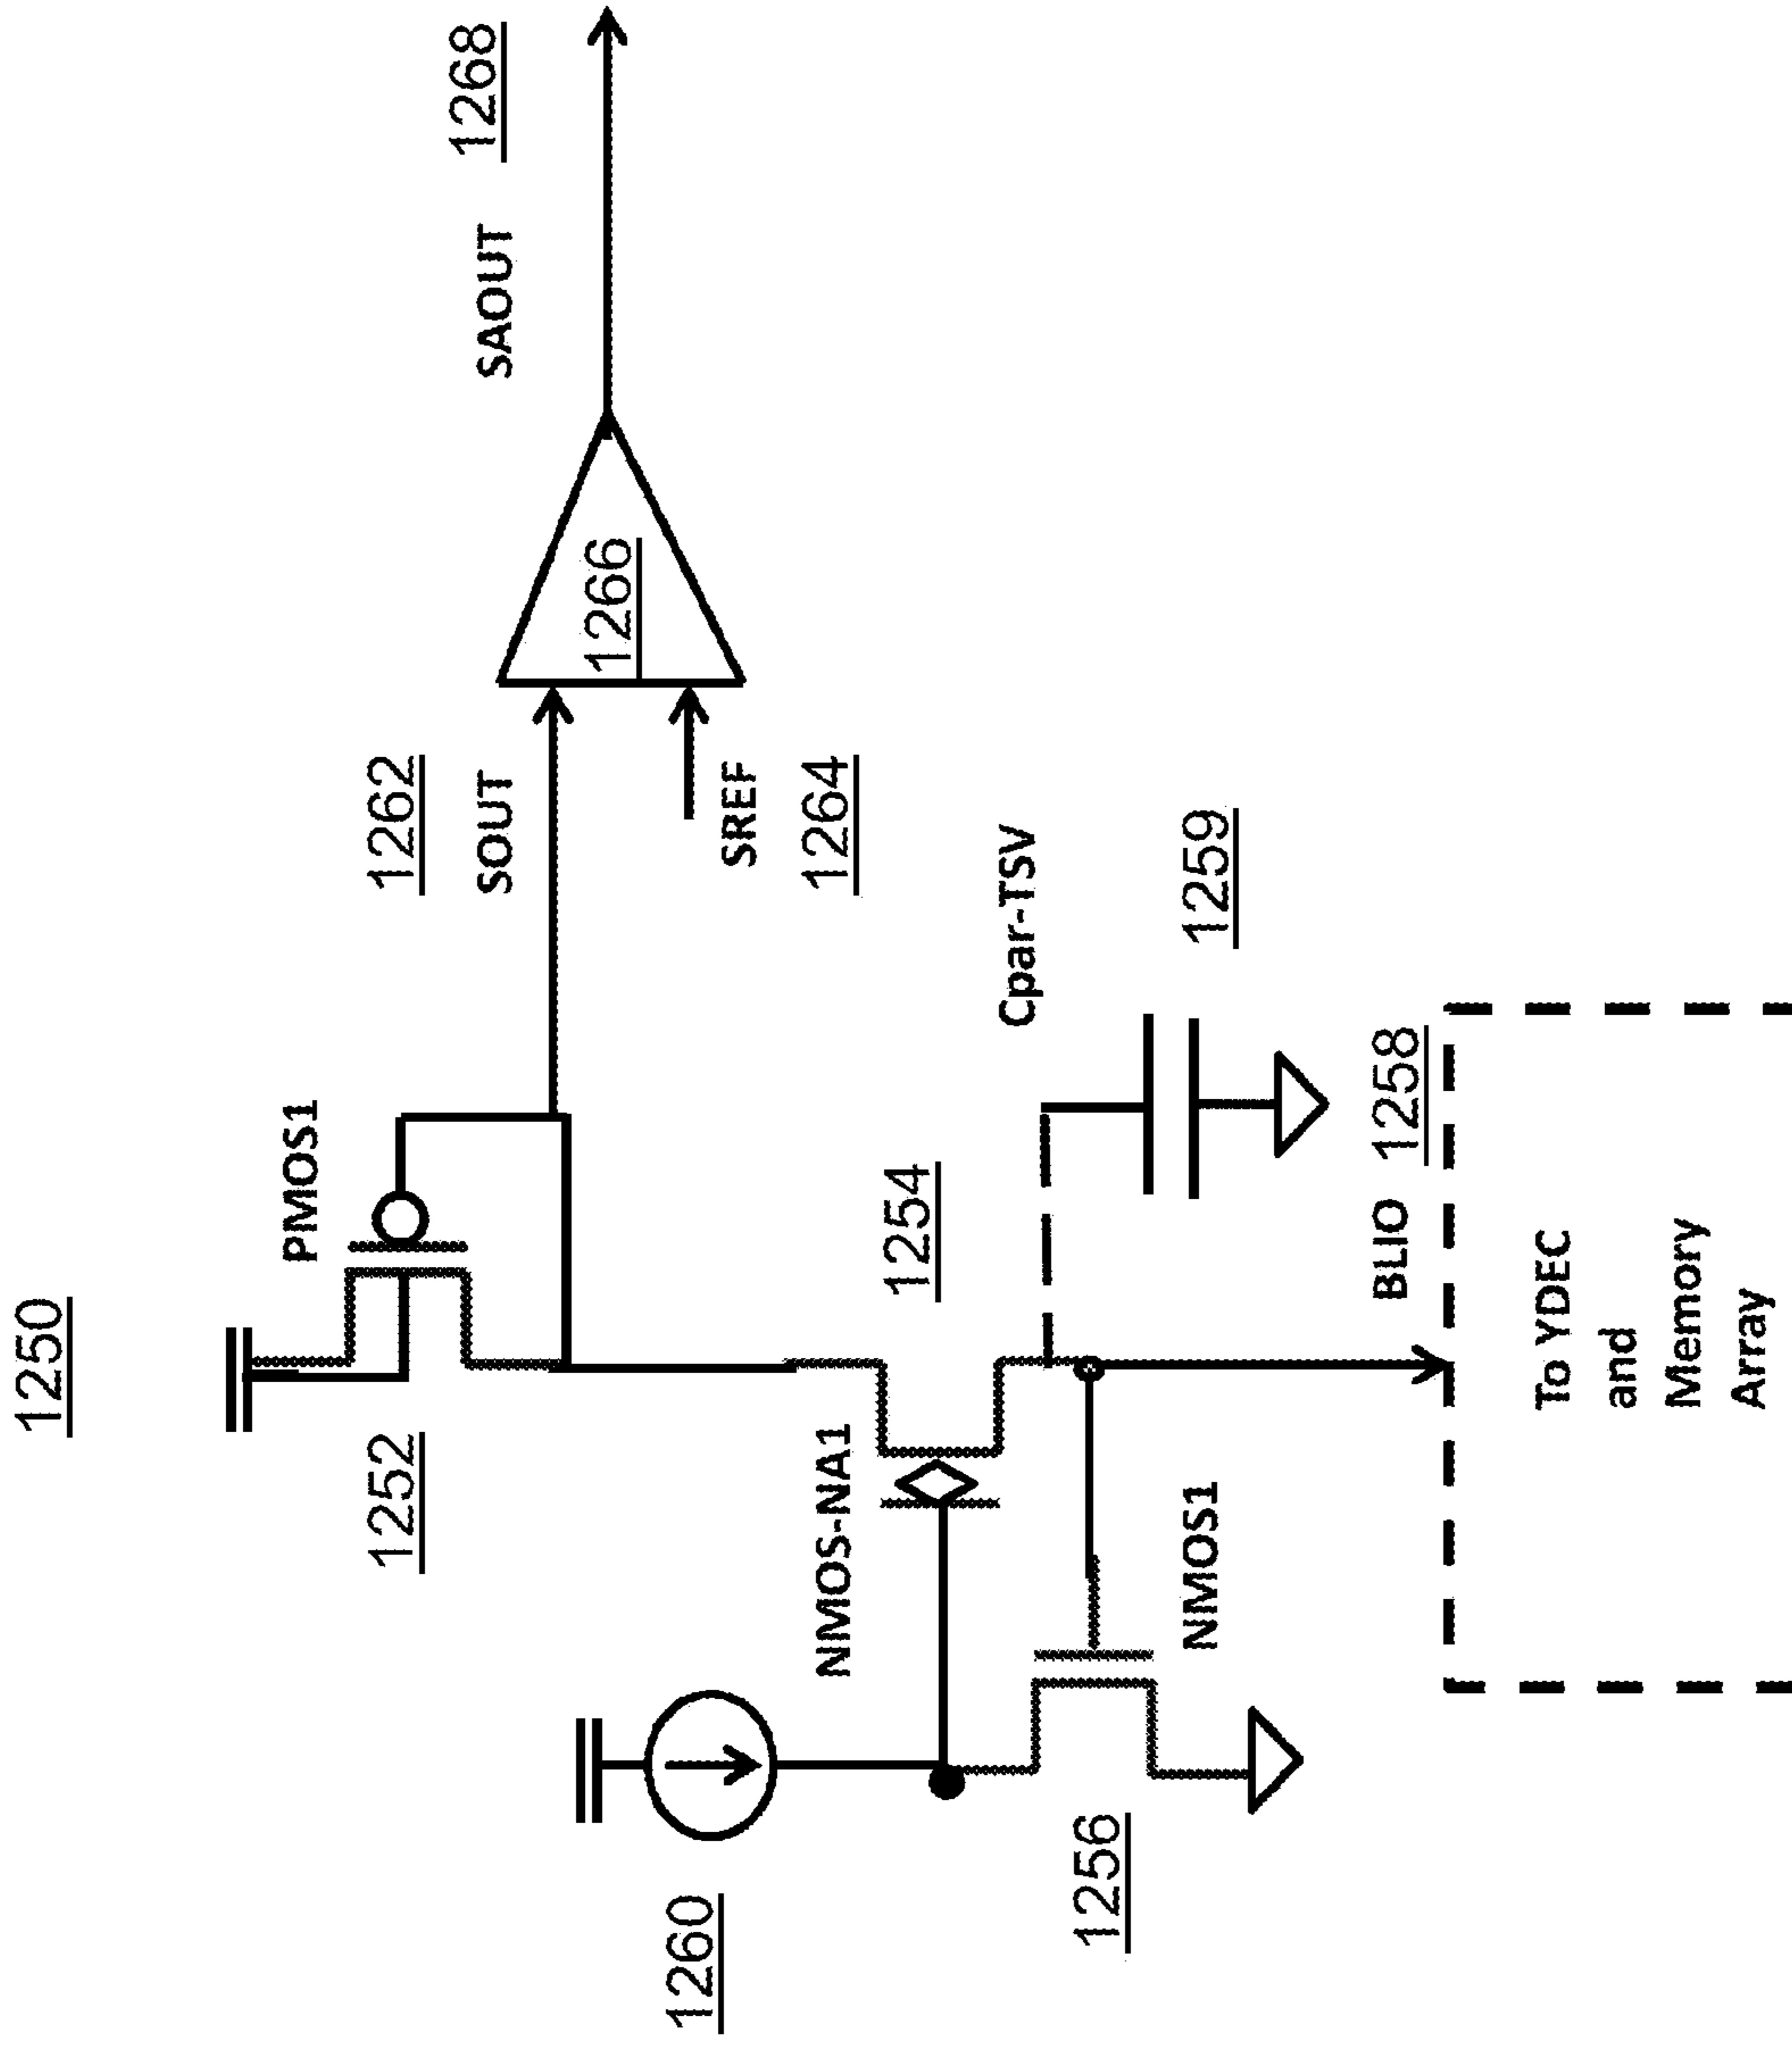 1250
PMOS1
1252
1260
NMOS-NA1
1254
1256
NMOS1
1262
SOUT
SREF
1264
1266
SAOUT
1268
Cpar-TSV
1259
BLIO
1258
To YDEC
and
Memory
Array